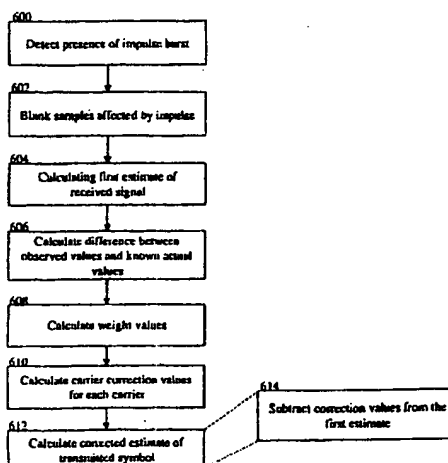 600
Detect presence of impulse burst
602
Blank samples affected by impulse
604
Calculating first estimate of
received signal
606
Calculate difference between
observed values and known actual
values
608
Calculate weight values
610
Calculate carrier correction values
for each carrier
612
Calculate corrected estimate of
transmitted symbol
614
Subtract correction values from the
first estimate